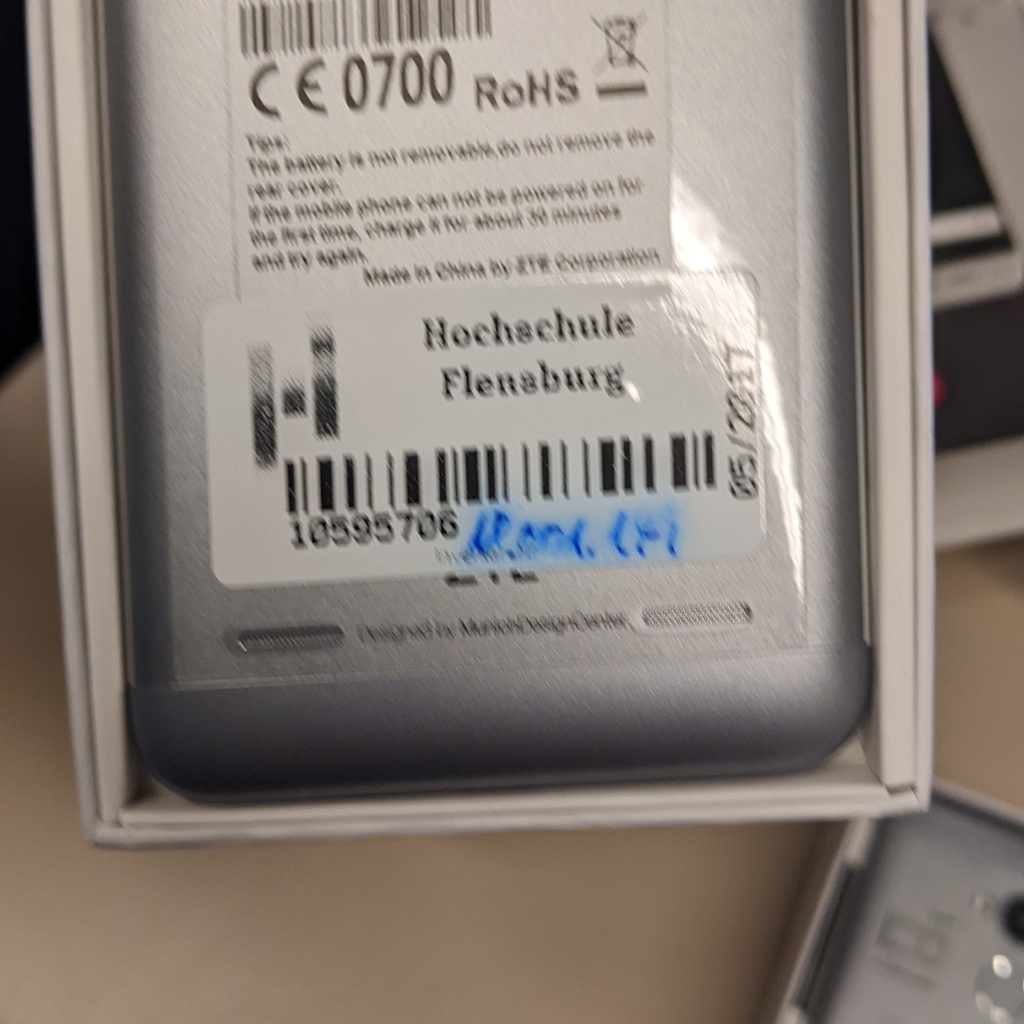 CE 0700 RoHS
Tips:
The battery is not removable,do not remove the
rear cover.
If the mobile phone can not be powered on for
the first time, charge it for about 30 minutes
and try again.
Made in China by ZTE Corporation
Hochschule
Flensburg
05/2017
10595706
Designed by MunichDesignCenter